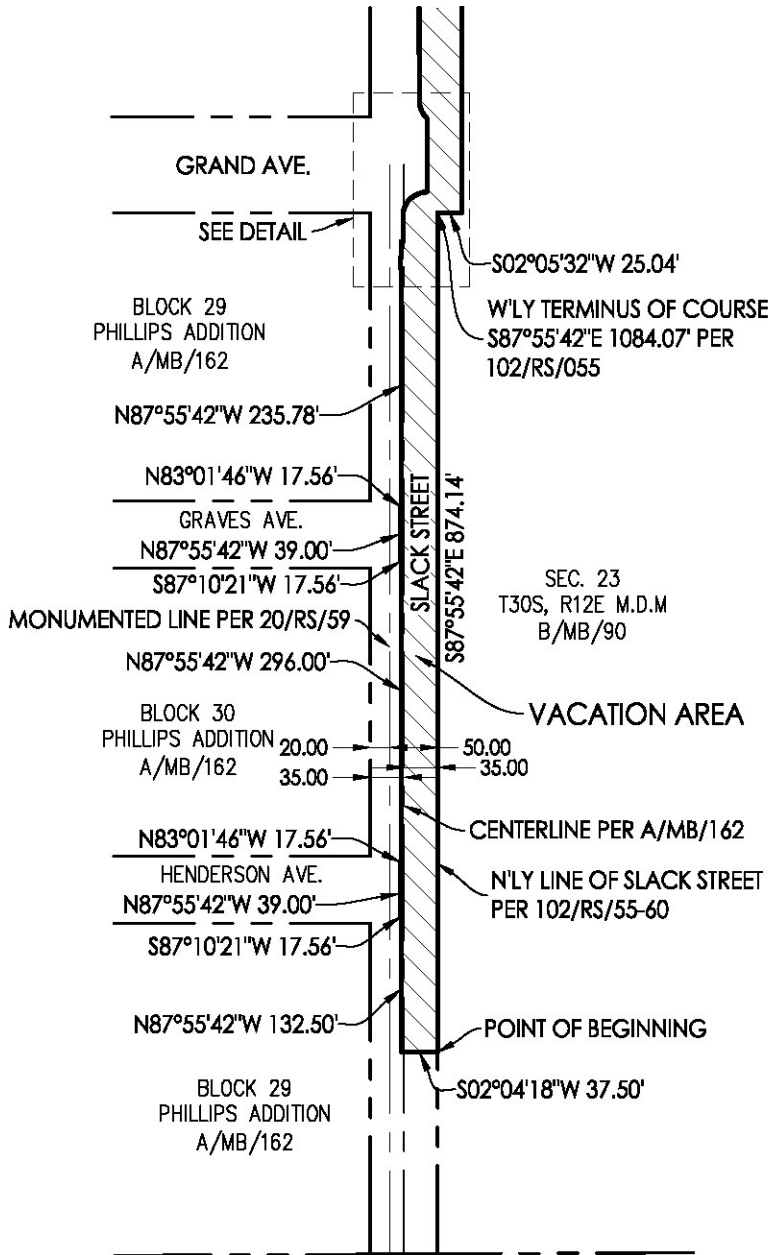 GRAND AVE.
SEE DETAIL
S02°05'32"W 25.04'
W'LY TERMINUS OF COURSE
S87°55'42"E 1084.07' PER
102/RS/055
BLOCK 29
PHILLIPS ADDITION
A/MB/162
N87°55'42"W 235.78'
N83°01'46"W 17.56'
GRAVES AVE.
N87°55'42"W 39.00'
S87°10'21"W 17.56'
SLACK STREET
S87°55'42"E 874.14'
SEC. 23
T30S, R12E M.D.M
B/MB/90
MONUMENTED LINE PER 20/RS/59
N87°55'42"W 296.00'
VACATION AREA
BLOCK 30
PHILLIPS ADDITION
A/MB/162
20.00
50.00
35.00
35.00
CENTERLINE PER A/MB/162
N83°01'46"W 17.56'
HENDERSON AVE.
N87°55'42"W 39.00'
S87°10'21"W 17.56'
N'LY LINE OF SLACK STREET
PER 102/RS/55-60
N87°55'42"W 132.50'
POINT OF BEGINNING
S02°04'18"W 37.50'
BLOCK 29
PHILLIPS ADDITION
A/MB/162